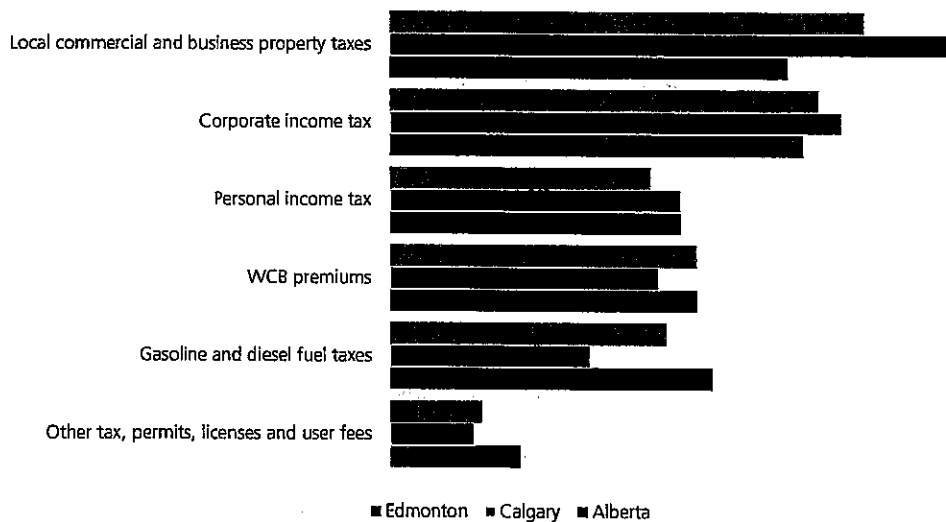 Local commercial and business property taxes
Corporate income tax
Personal income tax
WCB premiums
Gasoline and diesel fuel taxes
Other tax, permits, licenses and user fees
Edmonton Calgary Alberta